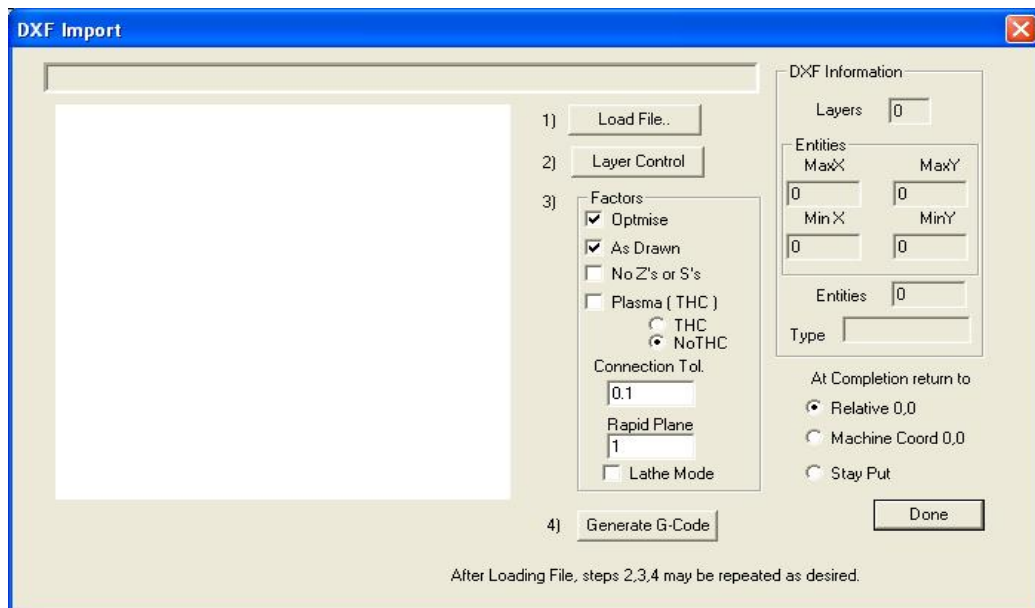 DXF Import
1) Load File..
2) Layer Control
3) Factors
Optmise
As Drawn
No Z's or S's
Plasma ( THC )
THC
NoTHC
Connection Tol.
0.1
Rapid Plane
1
Lathe Mode
4) Generate G-Code
DXF Information
Layers 0
Entities
MaxX MaxY
0 0
Min X MinY
0 0
Entities 0
Type
At Completion return to
Relative 0,0
Machine Coord 0,0
Stay Put
Done
After Loading File, steps 2,3,4 may be repeated as desired.